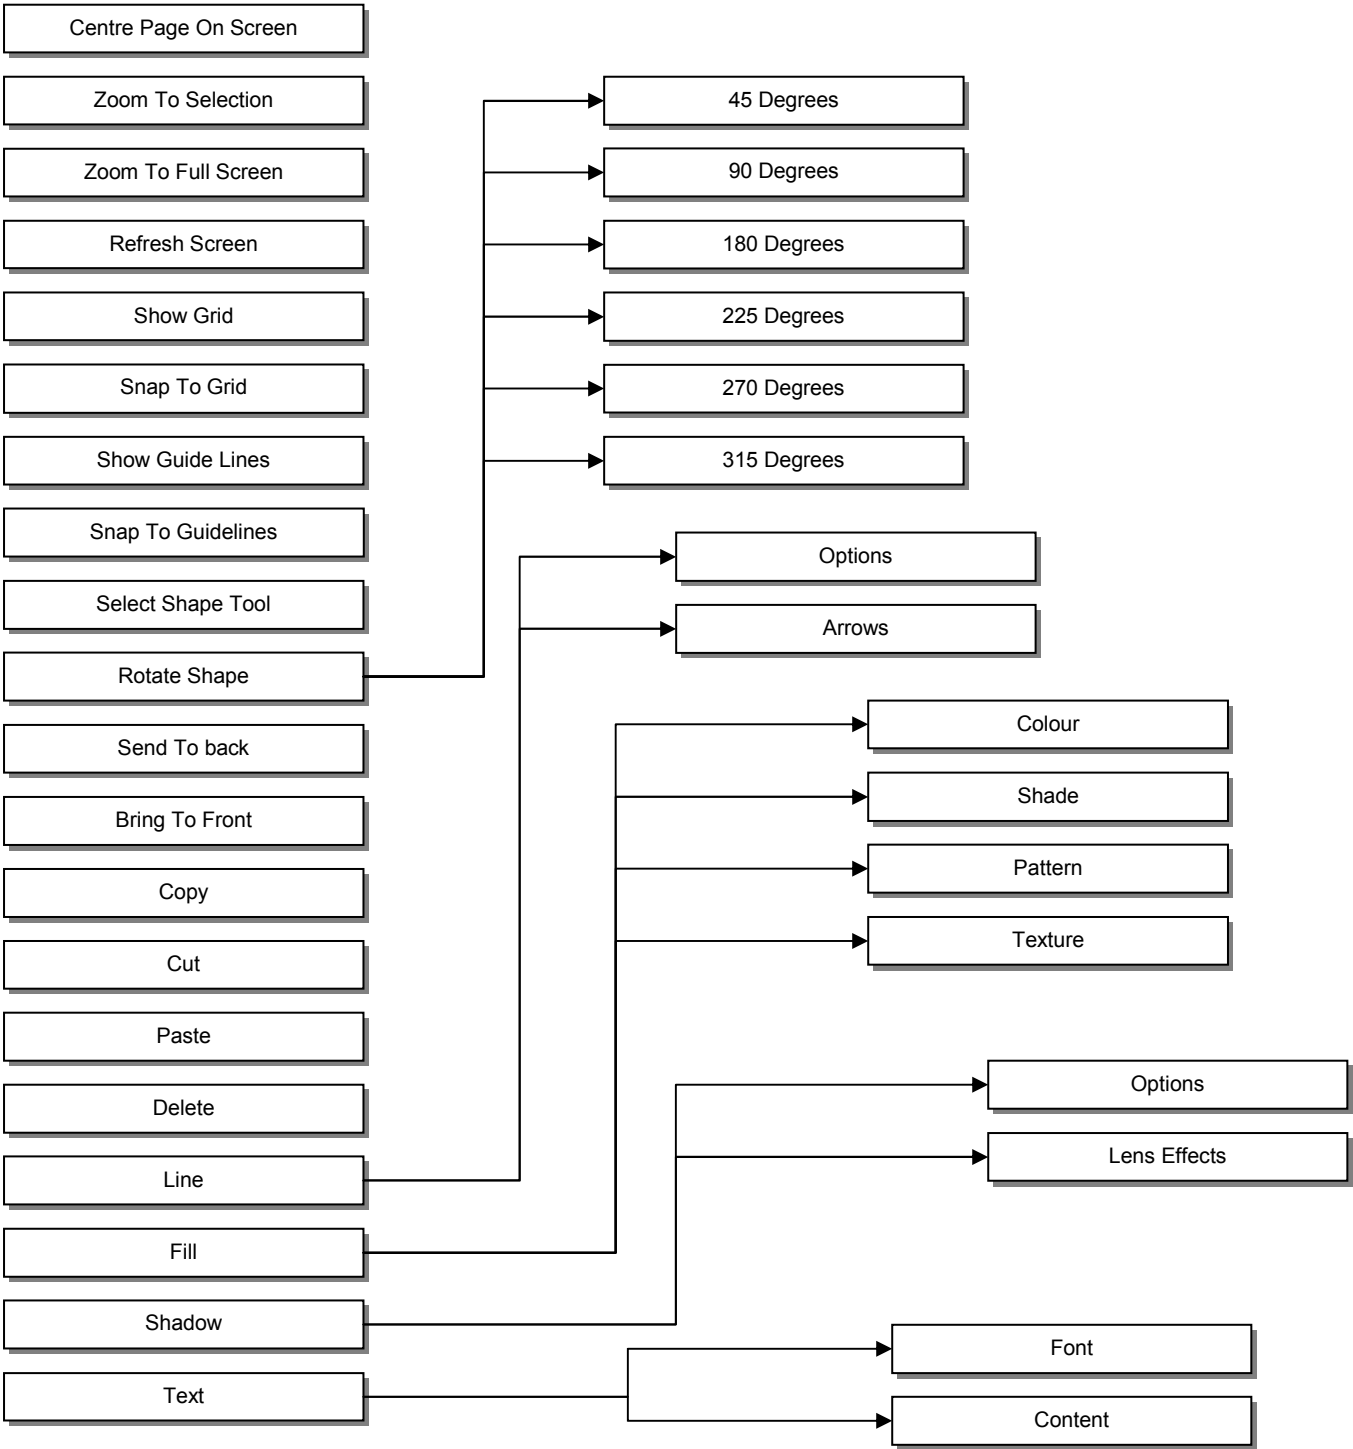 Centre Page On Screen
Zoom To Selection
45 Degrees
Zoom To Full Screen
90 Degrees
Refresh Screen
180 Degrees
Show Grid
225 Degrees
Snap To Grid
270 Degrees
Show Guide Lines
315 Degrees
Snap To Guidelines
Options
Select Shape Tool
Arrows
Rotate Shape
Send To back
Colour
Shade
Bring To Front
Pattern
Copy
Texture
Cut
Paste
Options
Delete
Lens Effects
Line
Fill
Shadow
Font
Text
Content